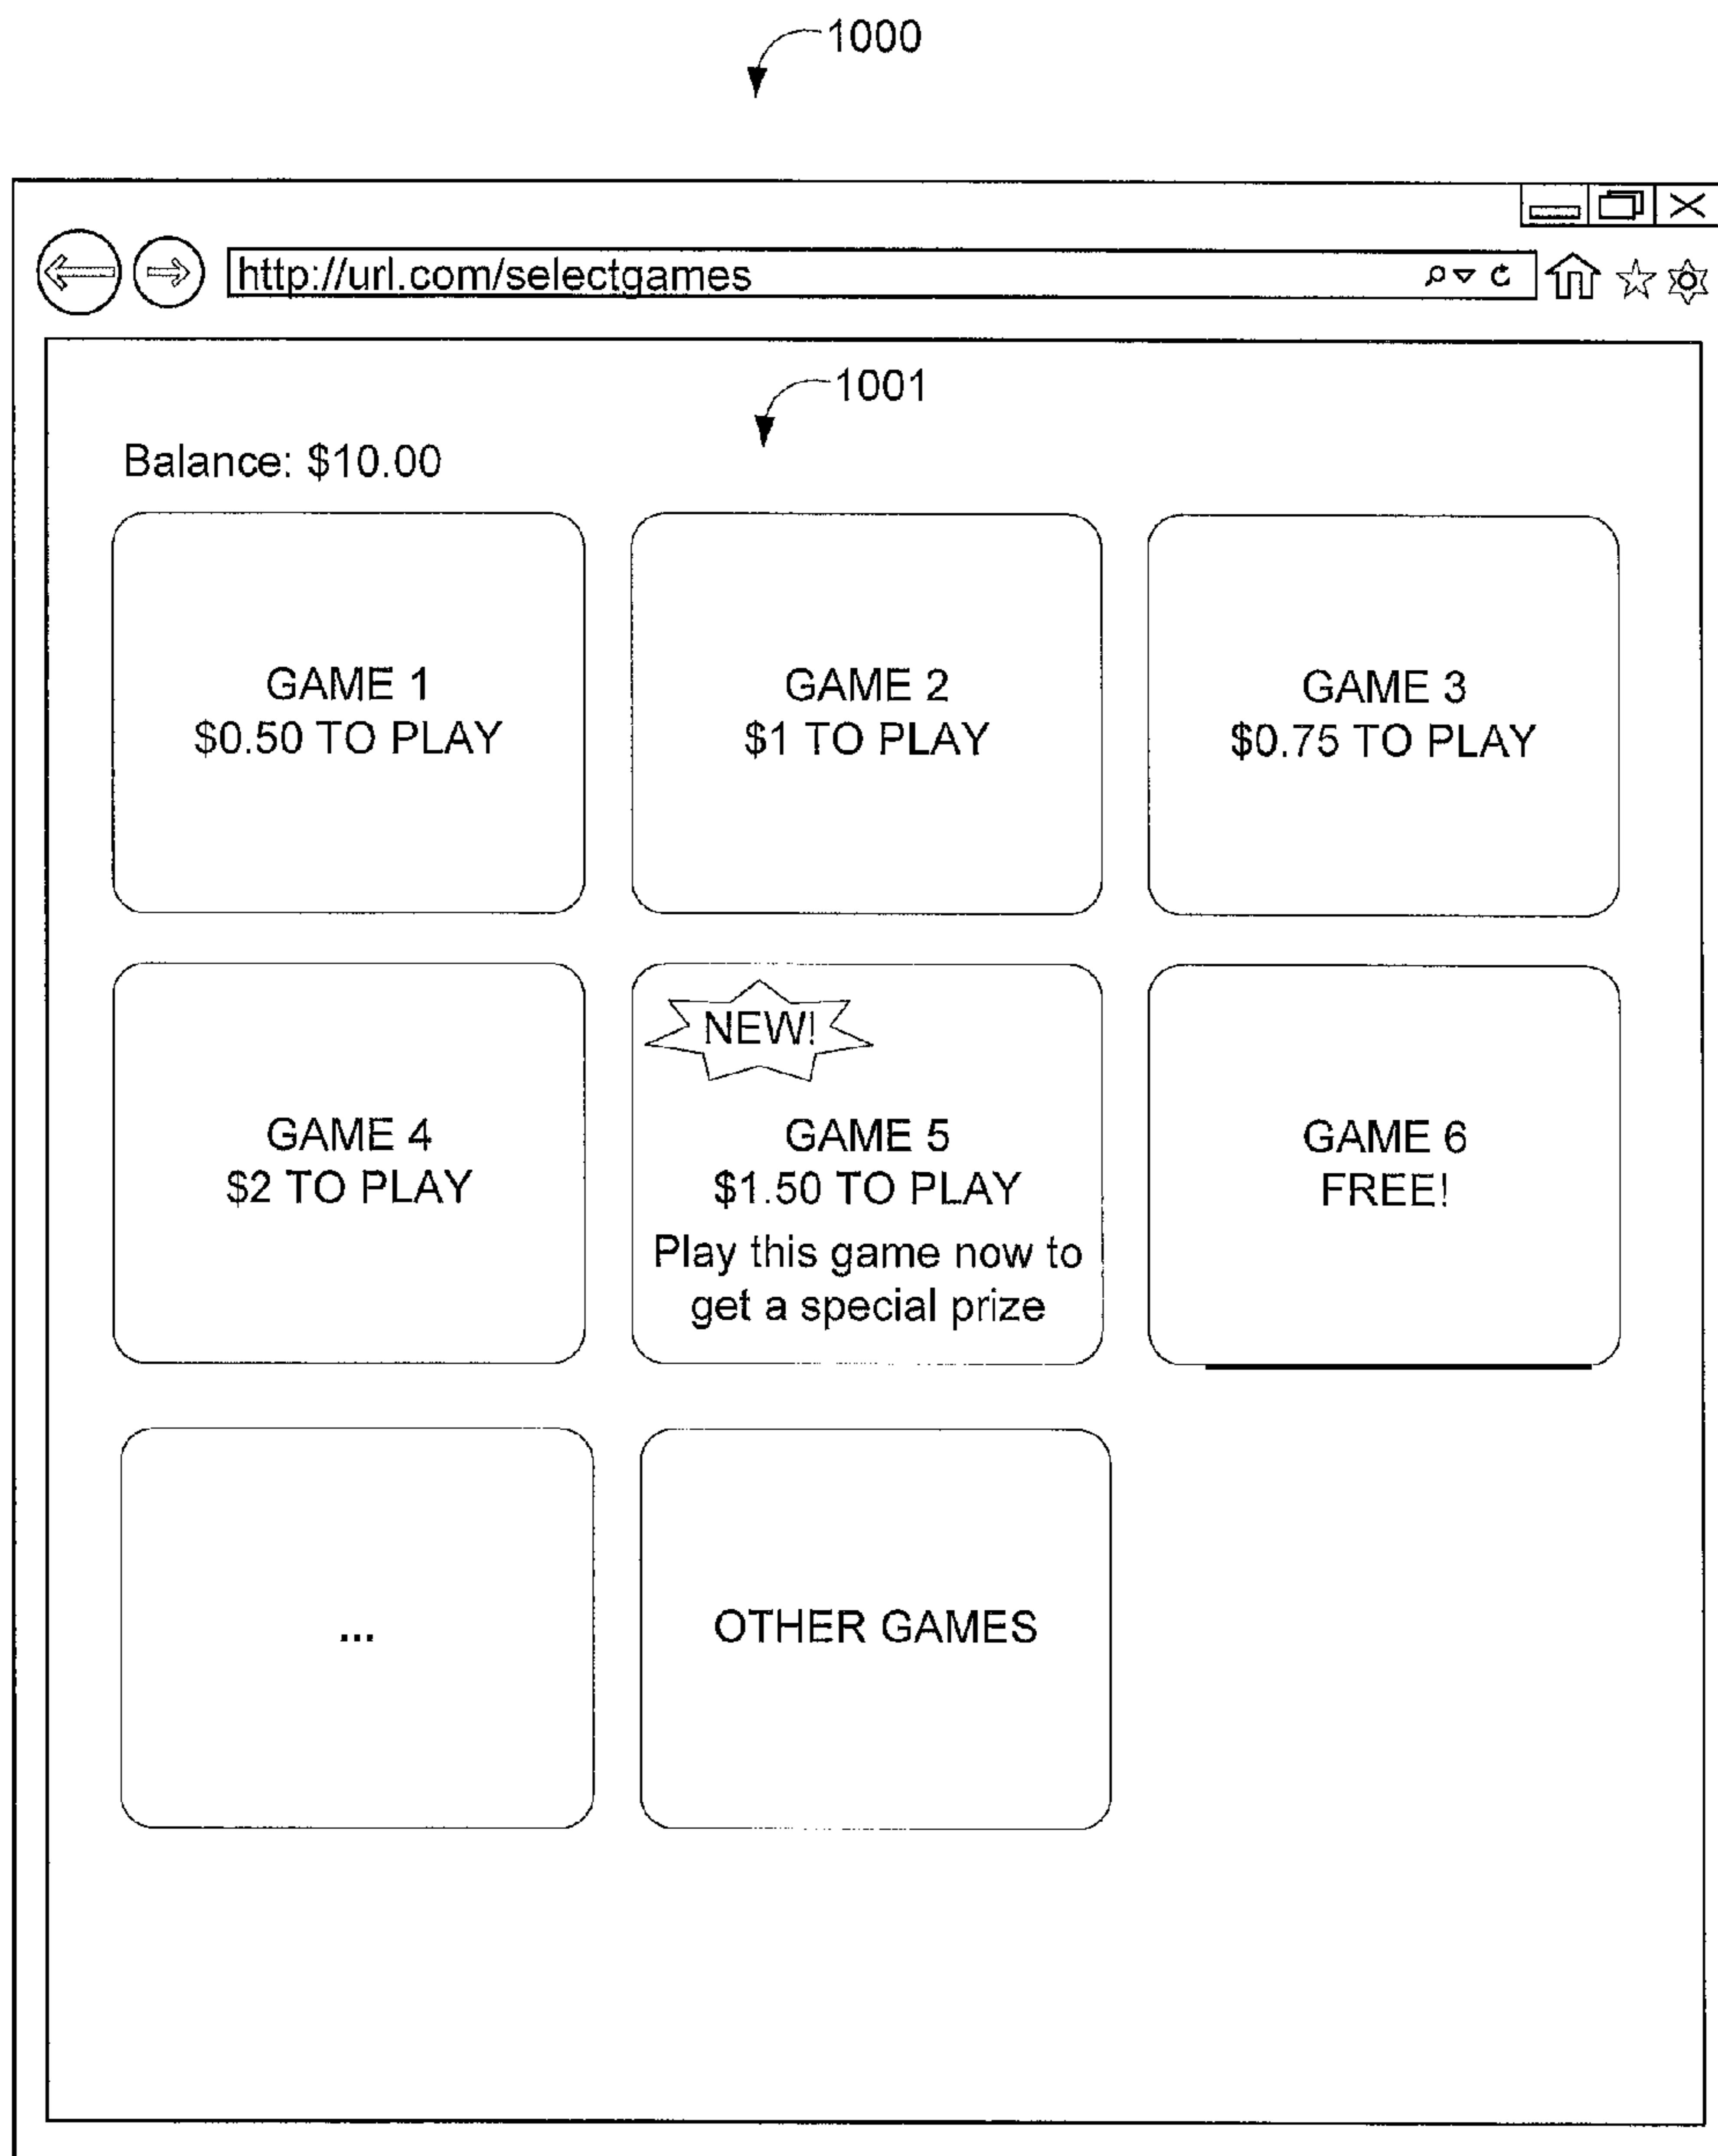 1000
http://url.com/selectgames
1001
Balance: $10.00
GAME 1
$0.50 TO PLAY
GAME 2
$1 TO PLAY
GAME 3
$0.75 TO PLAY
GAME 4
$2 TO PLAY
NEW!
GAME 5
$1.50 TO PLAY
Play this game now to
get a special prize
GAME 6
FREE!
...
OTHER GAMES